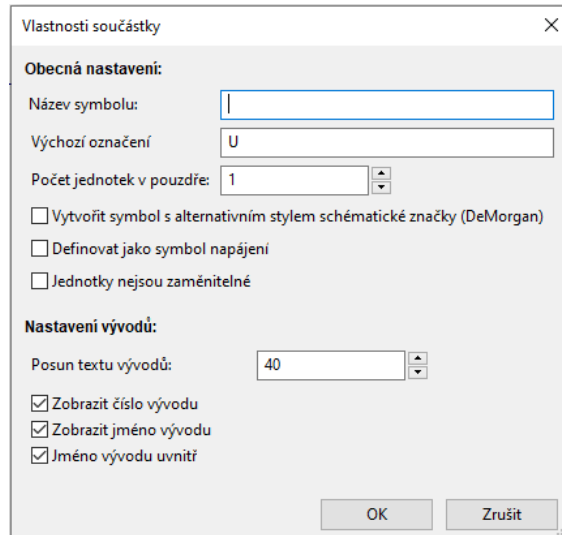 Vlastnosti součástky
Obecná nastavení:
Název symbolu:
Výchozí označení U
Počet jednotek v pouzdře: 1
Vytvořit symbol s alternativním stylem schématické značky (DeMorgan)
Definovat jako symbol napájení
Jednotky nejsou zaměnitelné
Nastavení vývodů:
Posun textu vývodů: 40
Zobrazit číslo vývodu
Zobrazit jméno vývodu
Jméno vývodu uvnitř
OK Zrušit